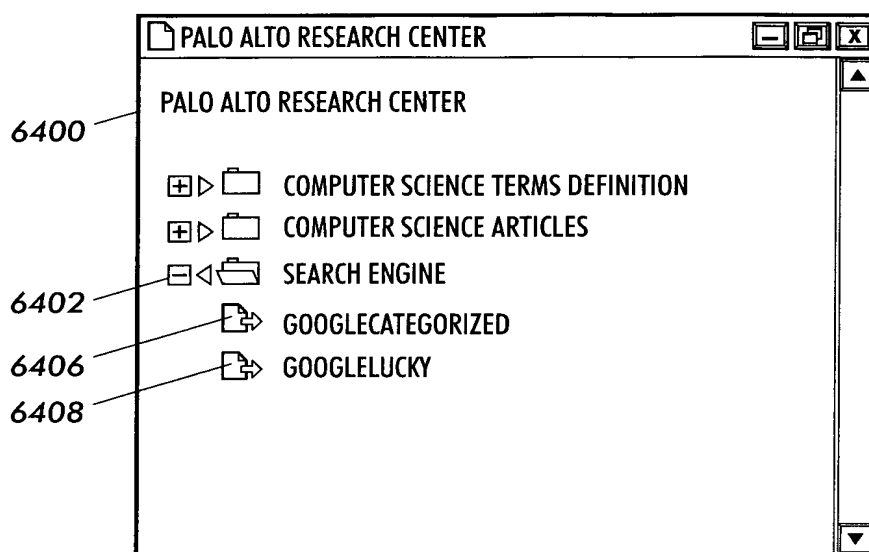 PALO ALTO RESEARCH CENTER X
PALO ALTO RESEARCH CENTER
6400
COMPUTER SCIENCE TERMS DEFINITION
COMPUTER SCIENCE ARTICLES
SEARCH ENGINE
6402
GOOGLECATEGORIZED
6406
GOOGLELUCKY
6408